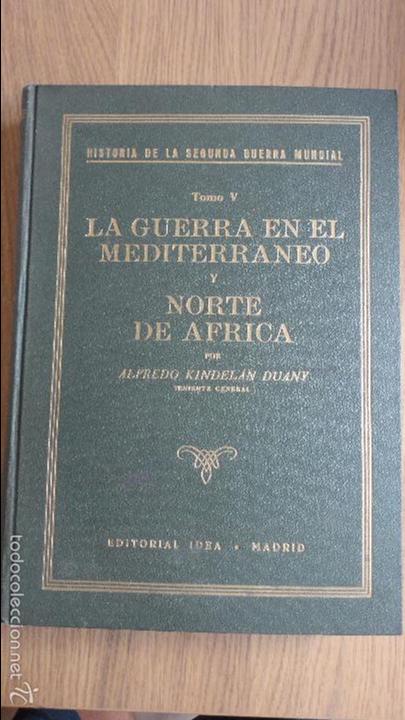 HISTORIA DE LA SEGUNDA GUERRA MUNDIAL
Tomo V
LA GUERRA EN EL
MEDITERRANEO
Y
NORTE
DE AFRICA
POR
ALFREDO KINDELÁN DUANY
TENIENTE GENERAL
EDITORIAL IDEA • MADRID
todocoleccion.net